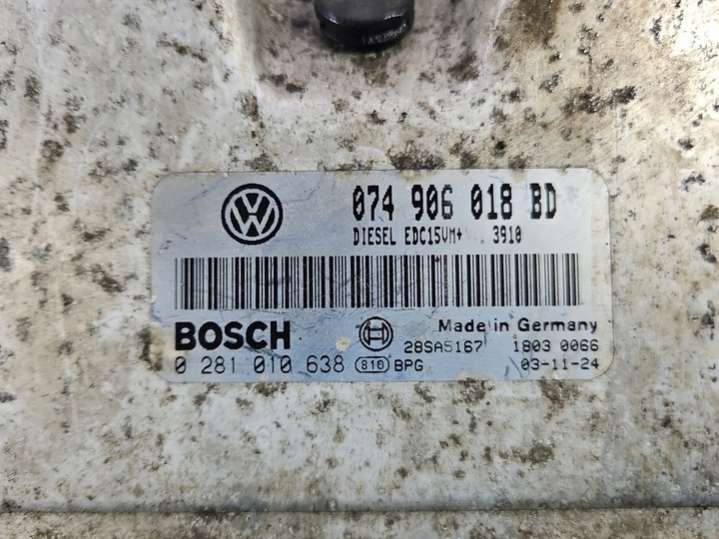 074 906 018 BD
DIESEL EDC15VM+ 3910
BOSCH
Made in Germany
28SA5167 1803 0066
0 281 010 638 810 BPG 03-11-24